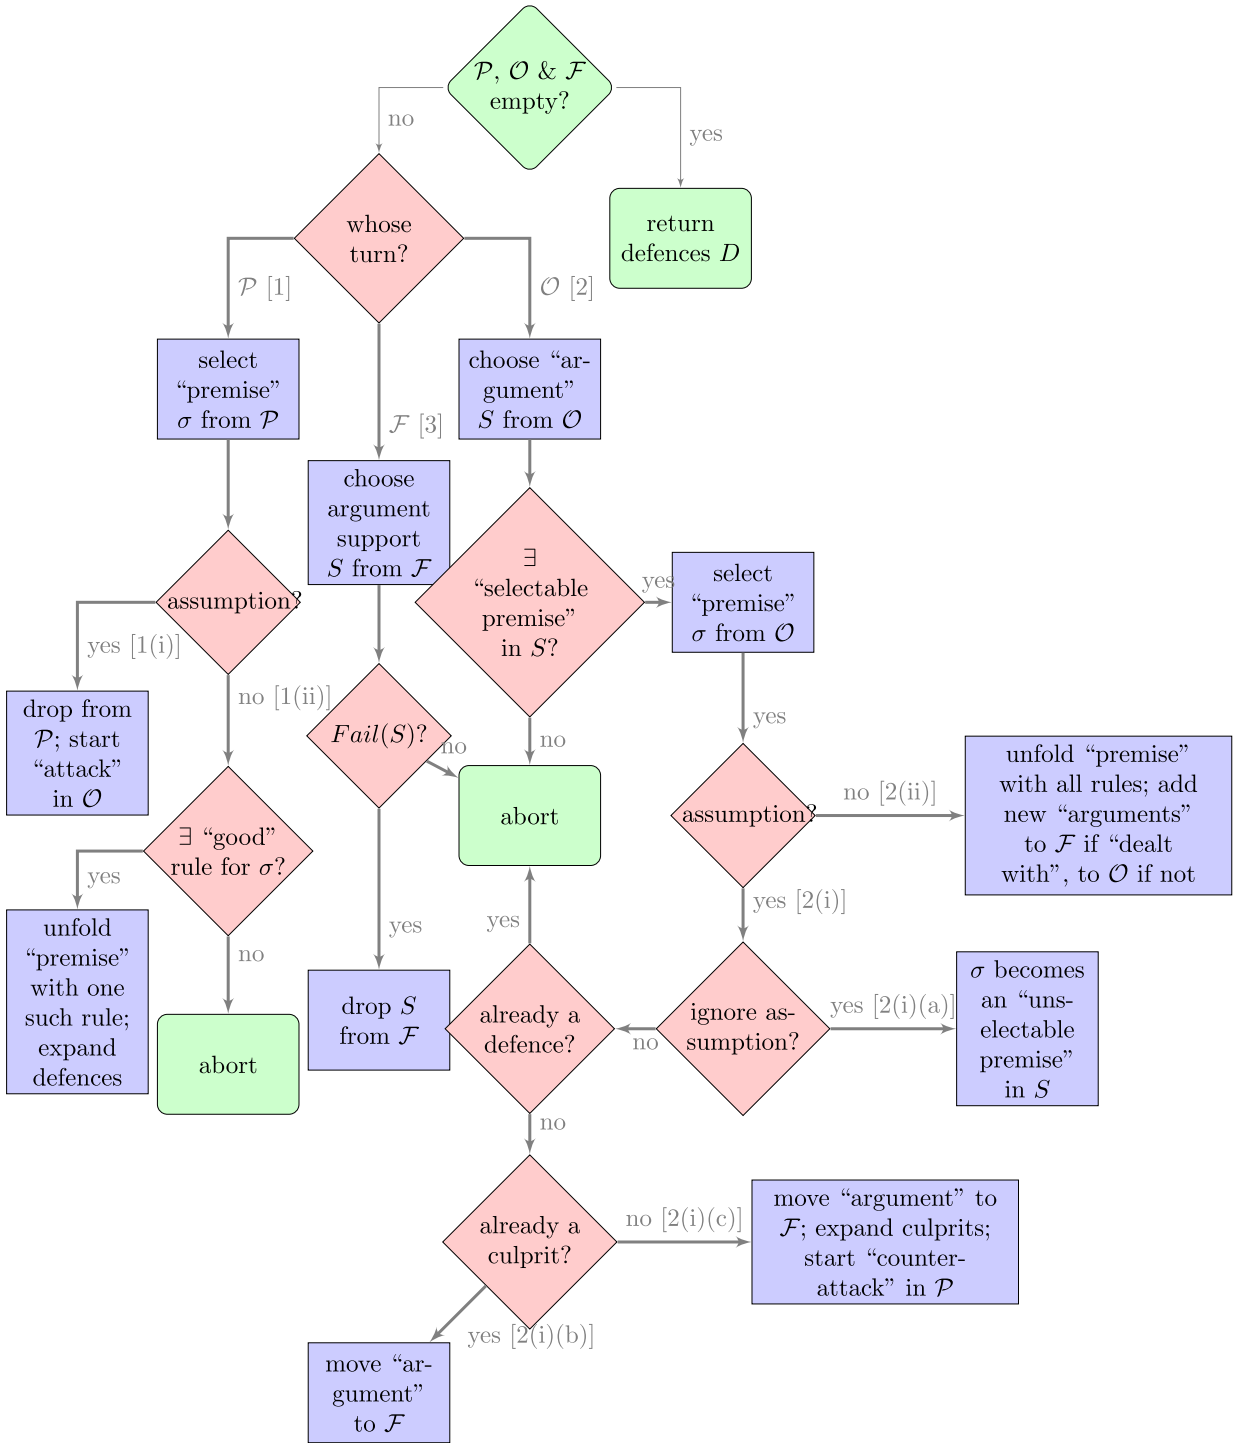 𝒫, 𝒪 & ℱ
empty?
no
yes
whose
turn?
return
defences D
𝒫 [1]
𝒪 [2]
ℱ [3]
select
“premise”
σ from 𝒫
choose “ar-
gument”
S from 𝒪
choose
argument
support
S from ℱ
∃
“selectable
premise”
in S?
yes
select
“premise”
σ from 𝒪
assumption?
yes [1(i)]
no [1(ii)]
drop from
𝒫; start
“attack”
in 𝒪
Fail(S)?
no
no
yes
abort
assumption?
no [2(ii)]
unfold “premise”
with all rules; add
new “arguments”
to ℱ if “dealt
with”, to 𝒪 if not
∃ “good”
rule for σ?
yes
no
yes
yes
yes [2(i)]
unfold
“premise”
with one
such rule;
expand
defences
abort
drop S
from ℱ
already a
defence?
no
ignore as-
sumption?
yes [2(i)(a)]
σ becomes
an “uns-
electable
premise”
in S
no
already a
culprit?
no [2(i)(c)]
move “argument” to
ℱ; expand culprits;
start “counter-
attack” in 𝒫
yes [2(i)(b)]
move “ar-
gument”
to ℱ